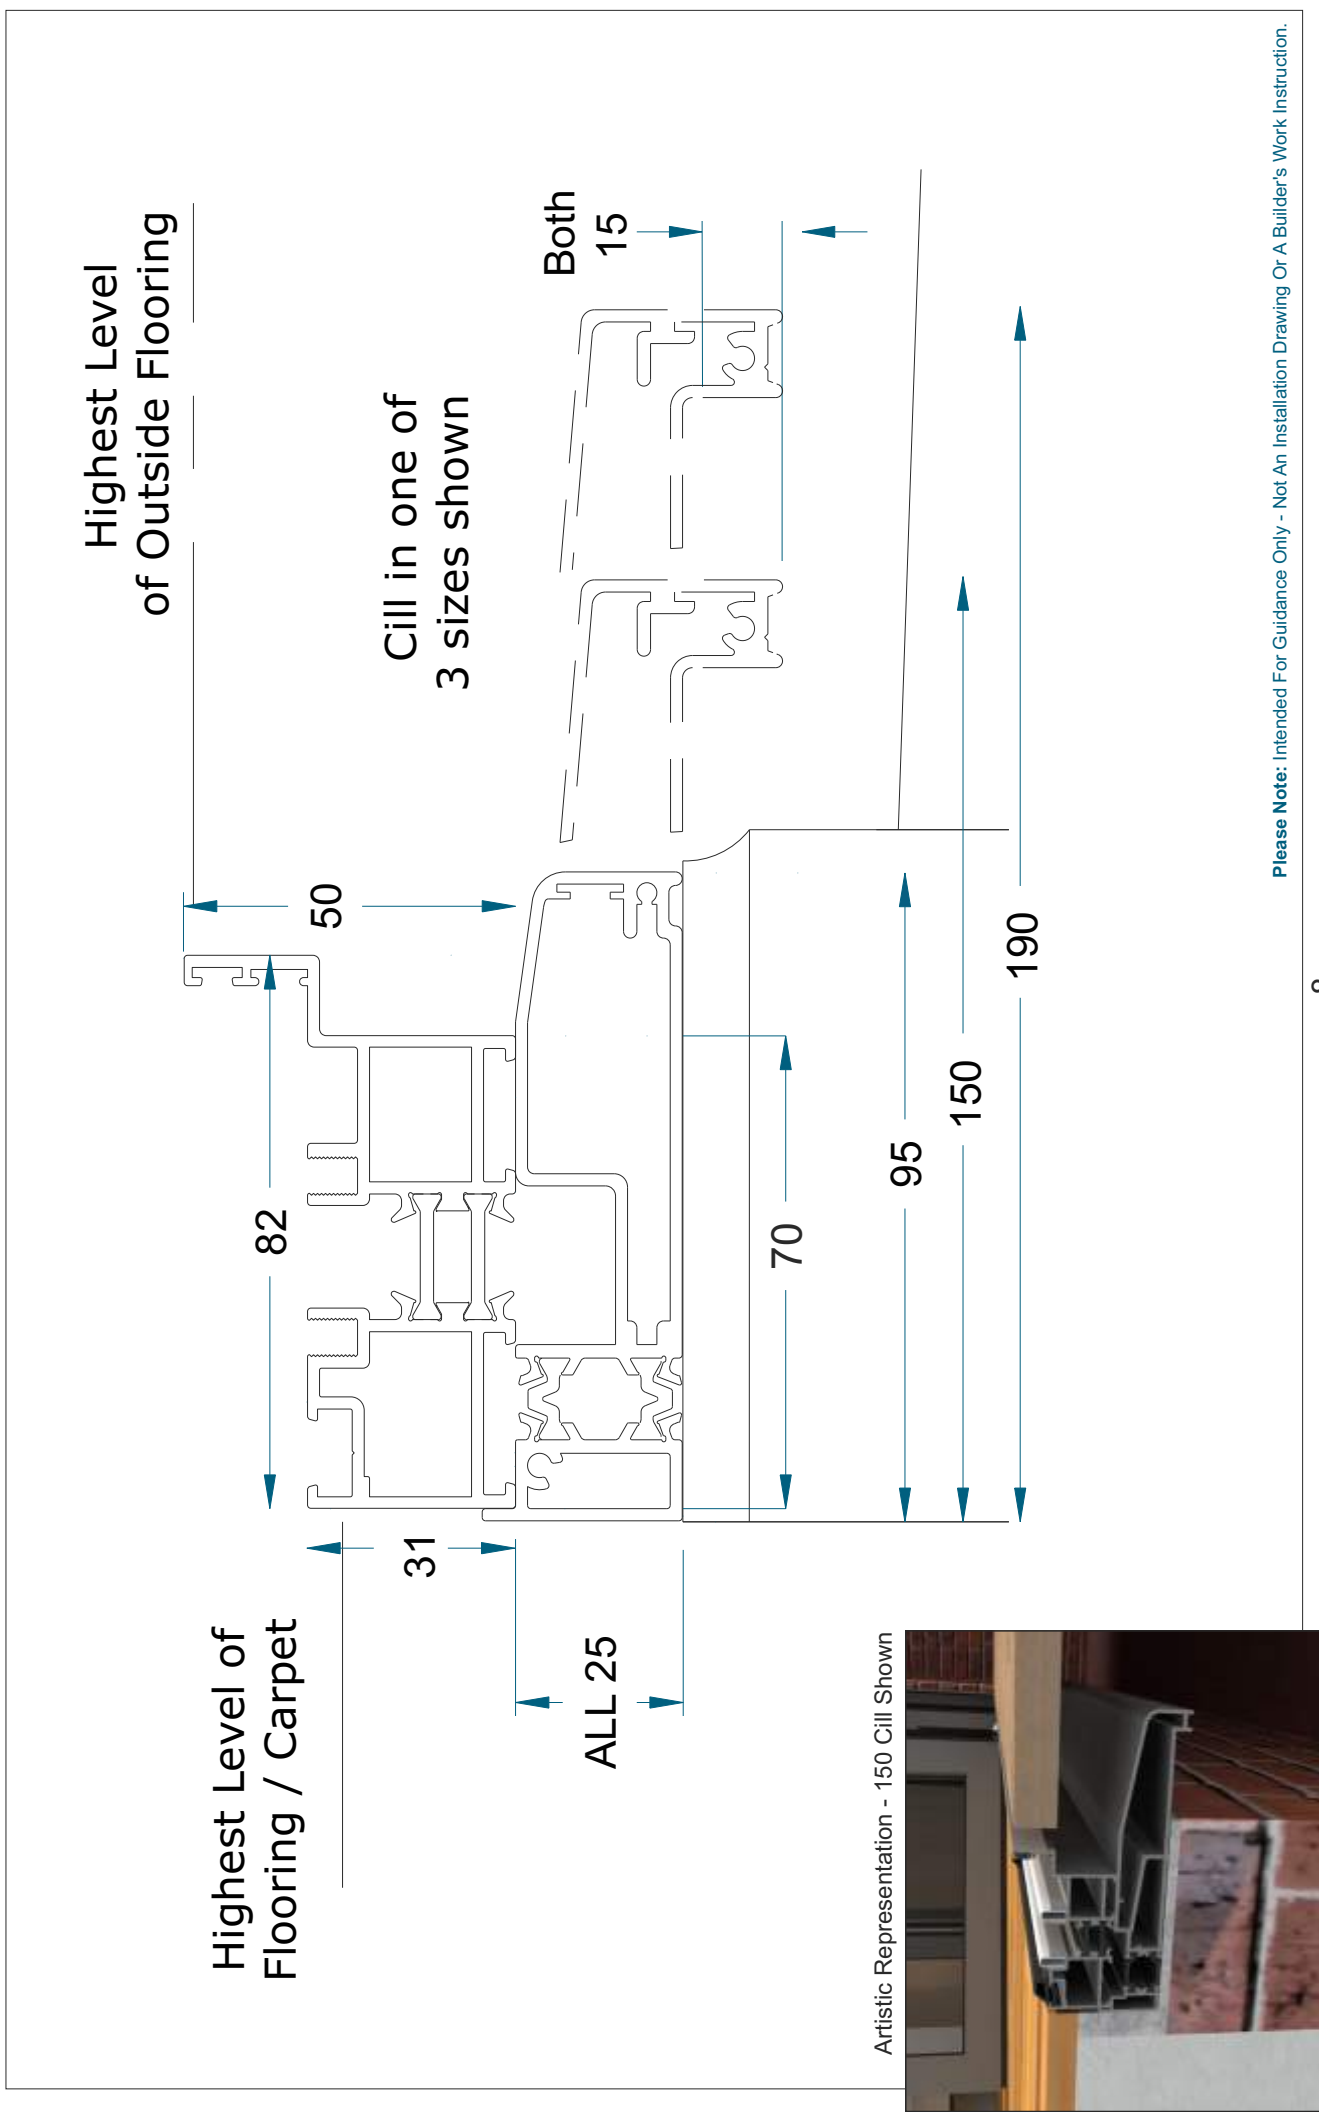 Highest Level
of Outside Flooring
Cill in one of
3 sizes shown
Both
15
50
82
Highest Level of
Flooring / Carpet
31
ALL 25
70
95
150
190
Artistic Representation - 150 Cill Shown
Please Note: Intended For Guidance Only - Not An Installation Drawing Or A Builder's Work Instruction.